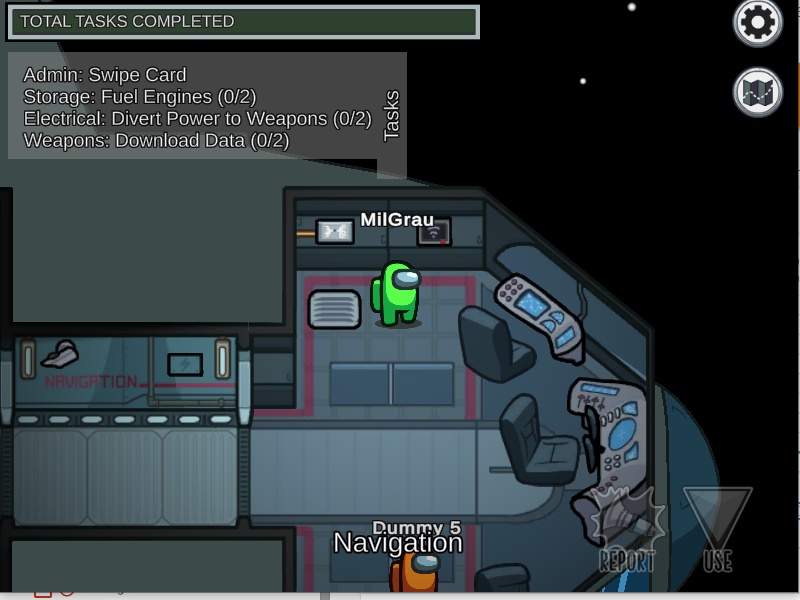 TOTAL TASKS COMPLETED
Admin: Swipe Card
Storage: Fuel Engines (0/2)
Electrical: Divert Power to Weapons (0/2)
Weapons: Download Data (0/2)
Tasks
MilGrau
NAVIGATION
Dummy 5
Navigation
REPORT
USE